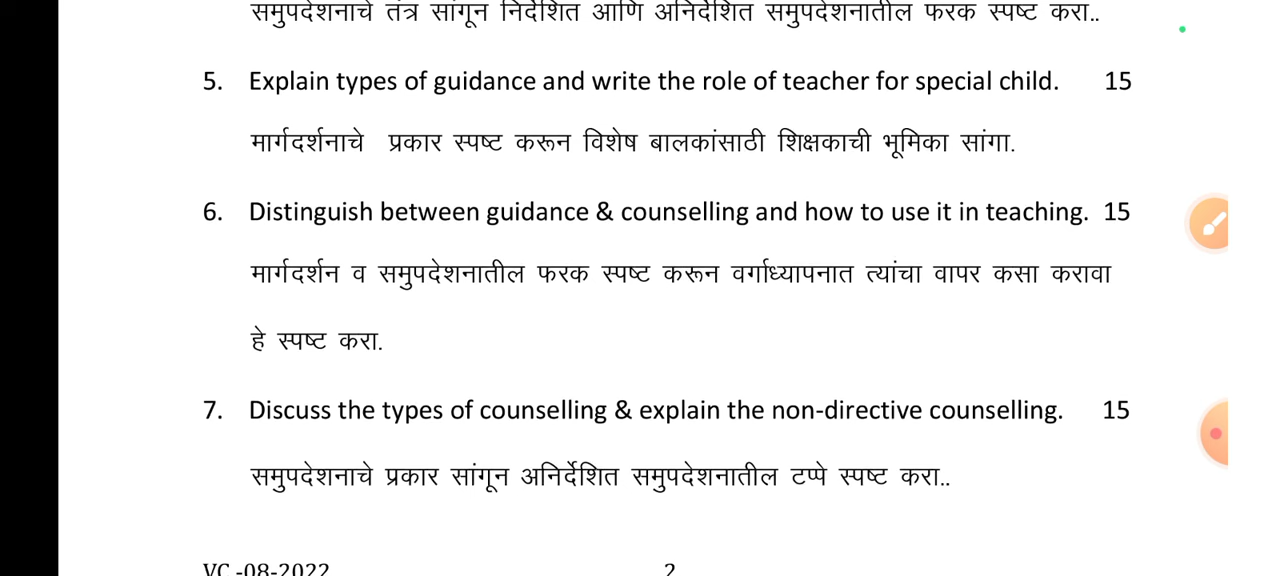 समुपदेशनाचे तंत्र सांगून निर्देशित आणि अनिर्देशित समुपदेशनातील फरक स्पष्ट करा..
5. Explain types of guidance and write the role of teacher for special child. 15
मार्गदर्शनाचे प्रकार स्पष्ट करून विशेष बालकांसाठी शिक्षकाची भूमिका सांगा.
6. Distinguish between guidance & counselling and how to use it in teaching. 15
मार्गदर्शन व समुपदेशनातील फरक स्पष्ट करून वर्गाध्यापनात त्यांचा वापर कसा करावा
हे स्पष्ट करा.
7. Discuss the types of counselling & explain the non-directive counselling. 15
समुपदेशनाचे प्रकार सांगून अनिर्देशित समुपदेशनातील टप्पे स्पष्ट करा..
VC -08-2022 2